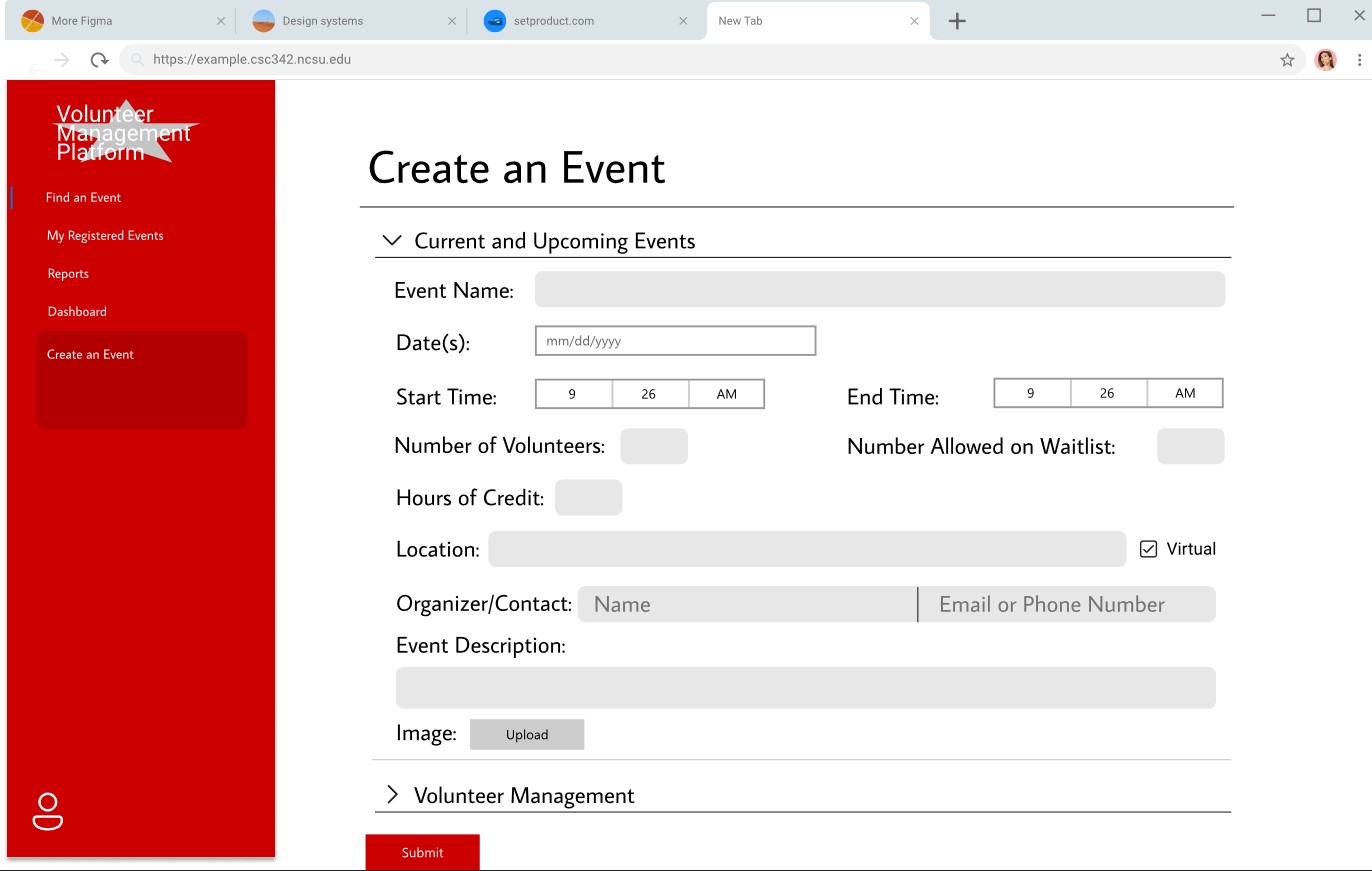 More Figma
Design systems
setproduct.com
New Tab
https://example.csc342.ncsu.edu
Volunteer
Management
Platform
Find an Event
My Registered Events
Reports
Dashboard
Create an Event
Create an Event
Current and Upcoming Events
Event Name:
Date(s): mm/dd/yyyy
Start Time: 9 26 AM End Time: 9 26 AM
Number of Volunteers: Number Allowed on Waitlist:
Hours of Credit:
Location: Virtual
Organizer/Contact: Name Email or Phone Number
Event Description:
Image: Upload
Volunteer Management
Submit